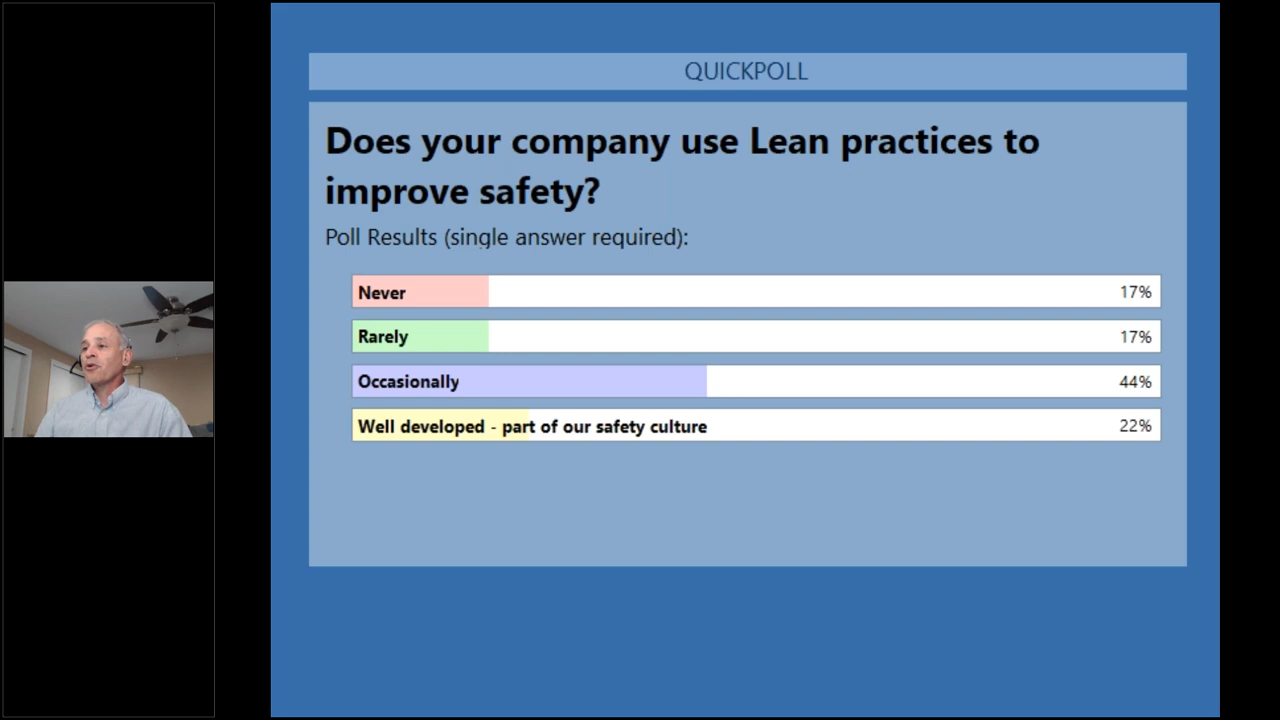 QUICKPOLL
Does your company use Lean practices to
improve safety?
Poll Results (single answer required):
Never 17%
Rarely 17%
Occasionally 44%
Well developed - part of our safety culture 22%